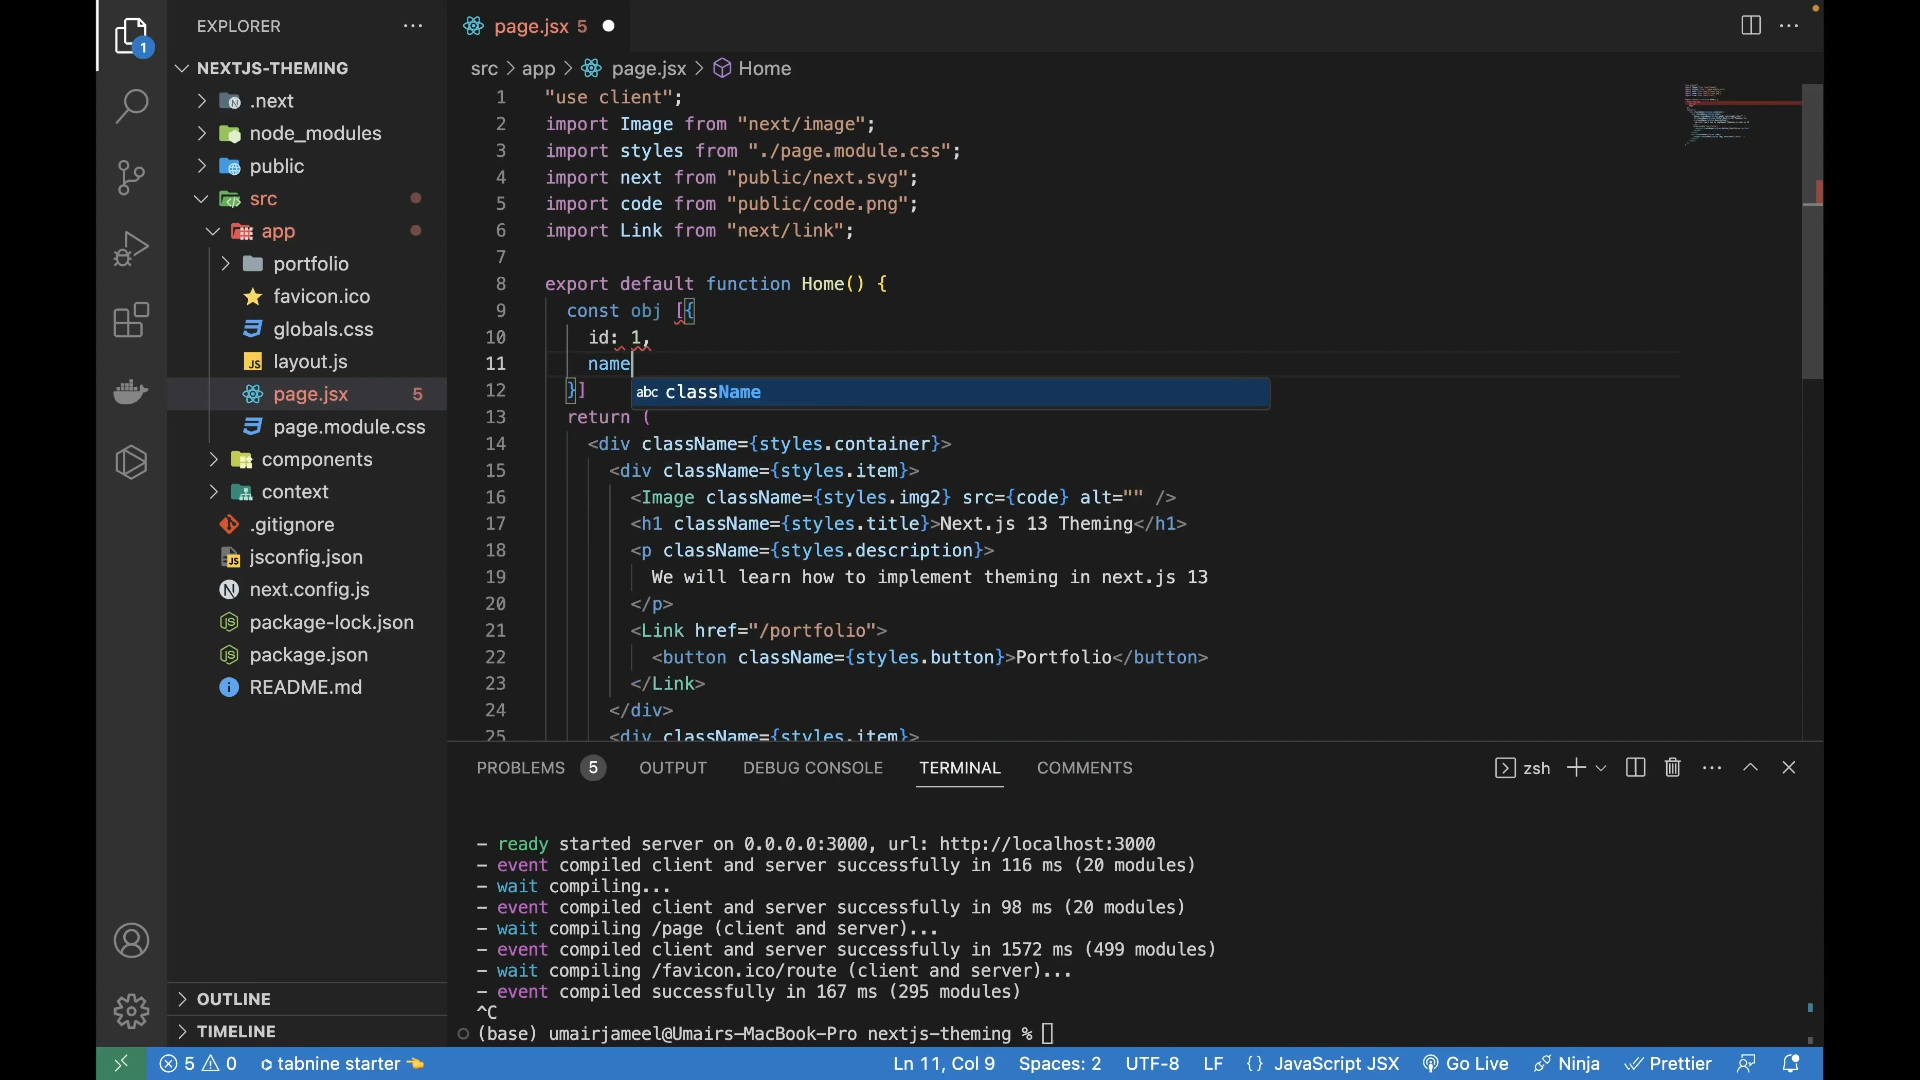 EXPLORER
page.jsx 5
1
NEXTJS-THEMING
.next
node_modules
public
src
app
portfolio
favicon.ico
globals.css
layout.js
page.jsx 5
page.module.css
components
context
.gitignore
jsconfig.json
next.config.js
package-lock.json
package.json
README.md
OUTLINE
TIMELINE
src > app > page.jsx > Home
1 "use client";
2 import Image from "next/image";
3 import styles from "./page.module.css";
4 import next from "public/next.svg";
5 import code from "public/code.png";
6 import Link from "next/link";
7
8 export default function Home() {
9 const obj [{
10 id: 1,
11 name
abc className
12 }]
13 return (
14 <div className={styles.container}>
15 <div className={styles.item}>
16 <Image className={styles.img2} src={code} alt="" />
17 <h1 className={styles.title}>Next.js 13 Theming</h1>
18 <p className={styles.description}>
19 We will learn how to implement theming in next.js 13
20 </p>
21 <Link href="/portfolio">
22 <button className={styles.button}>Portfolio</button>
23 </Link>
24 </div>
25 <div className={styles.item}>
PROBLEMS 5 OUTPUT DEBUG CONSOLE TERMINAL COMMENTS
zsh
- ready started server on 0.0.0.0:3000, url: http://localhost:3000
- event compiled client and server successfully in 116 ms (20 modules)
- wait compiling...
- event compiled client and server successfully in 98 ms (20 modules)
- wait compiling /page (client and server)...
- event compiled client and server successfully in 1572 ms (499 modules)
- wait compiling /favicon.ico/route (client and server)...
- event compiled successfully in 167 ms (295 modules)
^C
(base) umairjameel@Umairs-MacBook-Pro nextjs-theming %
5 0 tabnine starter 👈 Ln 11, Col 9 Spaces: 2 UTF-8 LF {} JavaScript JSX Go Live Ninja Prettier